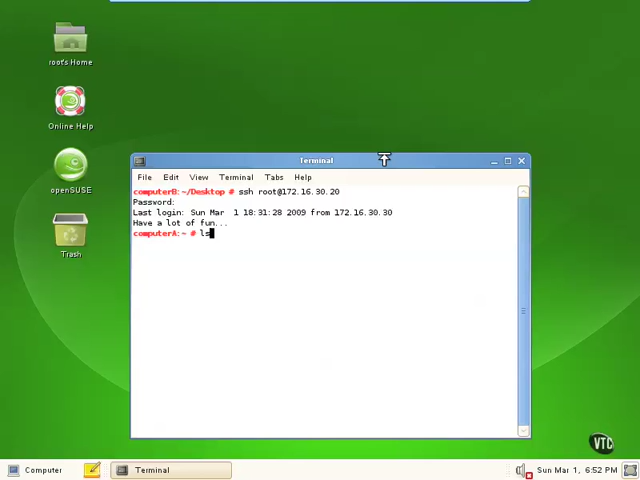 root's Home
Online Help
openSUSE
Trash
Terminal
File Edit View Terminal Tabs Help
computerB:~/Desktop # ssh root@172.16.30.20
Password:
Last login: Sun Mar  1 18:31:28 2009 from 172.16.30.30
Have a lot of fun...
computerA:~ # ls
VTC
Computer
Terminal
Sun Mar 1, 6:52 PM